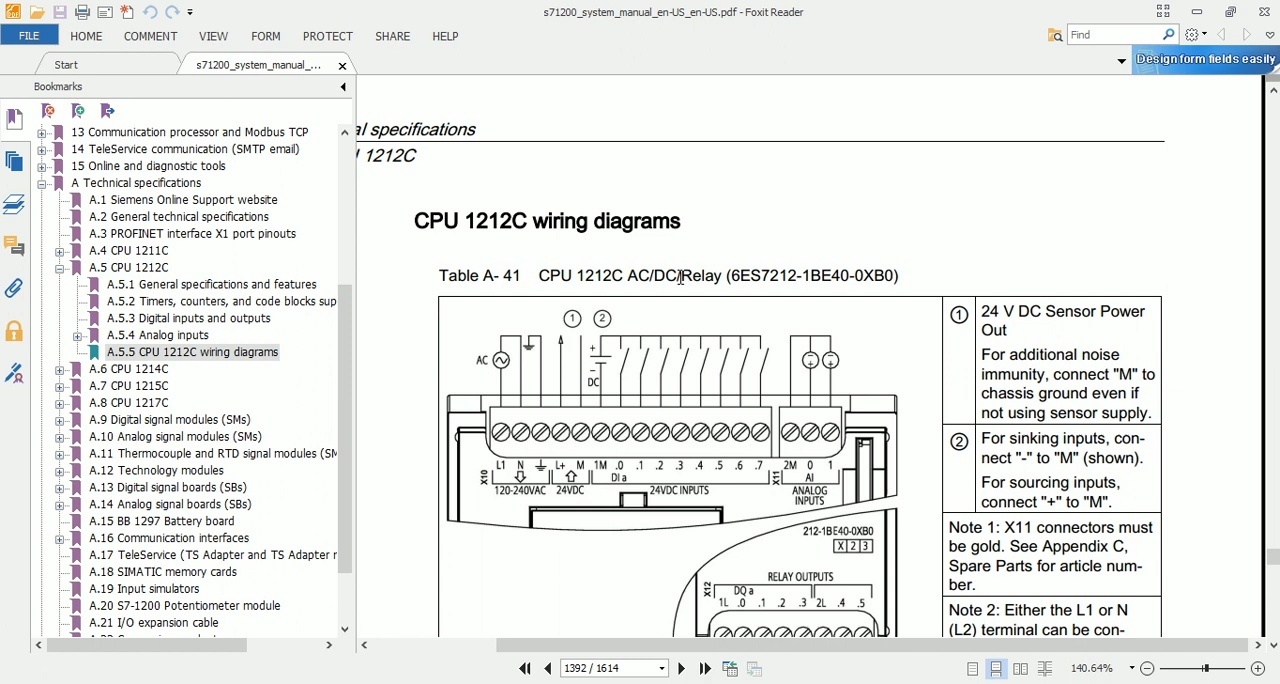 s71200_system_manual_en-US_en-US.pdf - Foxit Reader
FILE HOME COMMENT VIEW FORM PROTECT SHARE HELP
Find
Start
s71200_system_manual_...
Design form fields easily
Bookmarks
13 Communication processor and Modbus TCP
14 TeleService communication (SMTP email)
15 Online and diagnostic tools
A Technical specifications
A.1 Siemens Online Support website
A.2 General technical specifications
A.3 PROFINET interface X1 port pinouts
A.4 CPU 1211C
A.5 CPU 1212C
A.5.1 General specifications and features
A.5.2 Timers, counters, and code blocks sup
A.5.3 Digital inputs and outputs
A.5.4 Analog inputs
A.5.5 CPU 1212C wiring diagrams
A.6 CPU 1214C
A.7 CPU 1215C
A.8 CPU 1217C
A.9 Digital signal modules (SMs)
A.10 Analog signal modules (SMs)
A.11 Thermocouple and RTD signal modules (SM
A.12 Technology modules
A.13 Digital signal boards (SBs)
A.14 Analog signal boards (SBs)
A.15 BB 1297 Battery board
A.16 Communication interfaces
A.17 TeleService (TS Adapter and TS Adapter r
A.18 SIMATIC memory cards
A.19 Input simulators
A.20 S7-1200 Potentiometer module
A.21 I/O expansion cable
al specifications
1212C
CPU 1212C wiring diagrams
Table A- 41 CPU 1212C AC/DC/Relay (6ES7212-1BE40-0XB0)
① ②
AC
+
DC
L1 N L+ M 1M .0 .1 .2 .3 .4 .5 .6 .7 2M 0 1
X10
X11
DI a
AI
120-240VAC 24VDC 24VDC INPUTS ANALOG
INPUTS
212-1BE40-0XB0
X 2 3
RELAY OUTPUTS
X12
DQ a
1L .0 .1 .2 .3 2L .4 .5
① 24 V DC Sensor Power
Out
For additional noise
immunity, connect "M" to
chassis ground even if
not using sensor supply.
② For sinking inputs, con-
nect "-" to "M" (shown).
For sourcing inputs,
connect "+" to "M".
Note 1: X11 connectors must
be gold. See Appendix C,
Spare Parts for article num-
ber.
Note 2: Either the L1 or N
(L2) terminal can be con-
1392 / 1614
140.64%